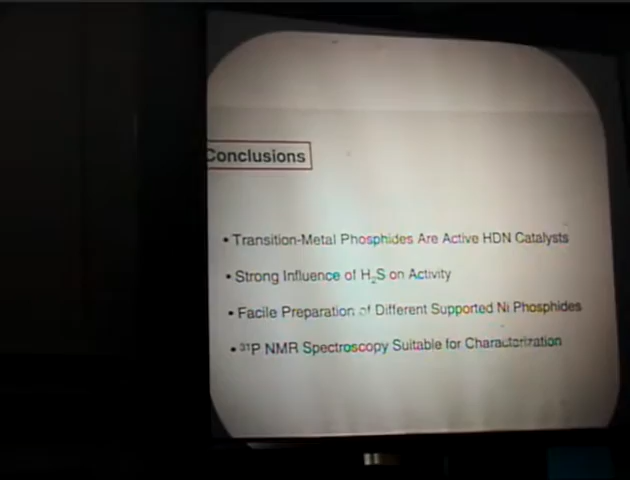 Conclusions
• Transition-Metal Phosphides Are Active HDN Catalysts
• Strong Influence of H₂S on Activity
• Facile Preparation of Different Supported Ni Phosphides
• ³¹P NMR Spectroscopy Suitable for Characterization